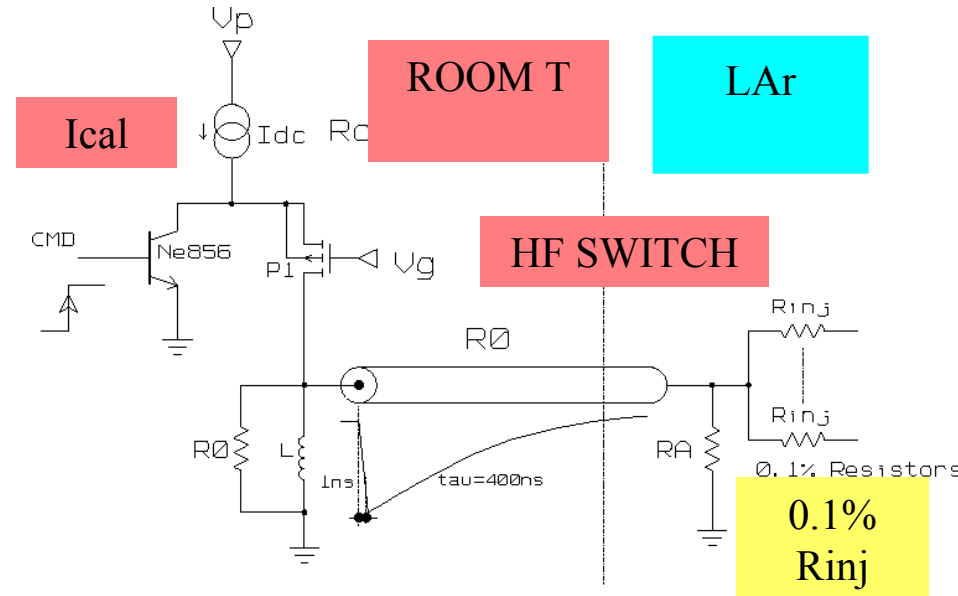 Vp
ROOM T
LAr
Ical
Idc
CMD
Ne856
P1
Vg
HF SWITCH
Rinj
R0
Rinj
R0
L
1ns
tau=400ns
RA
0.1% Resistors
0.1%
Rinj